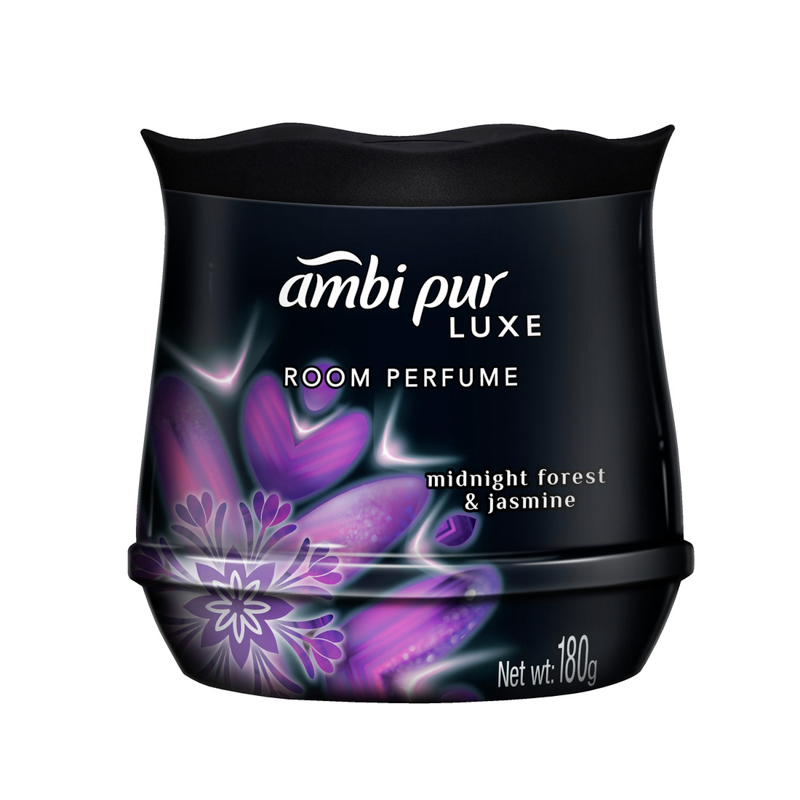 ambi pur
LUXE
ROOM PERFUME
midnight forest
& jasmine
Net wt: 180g